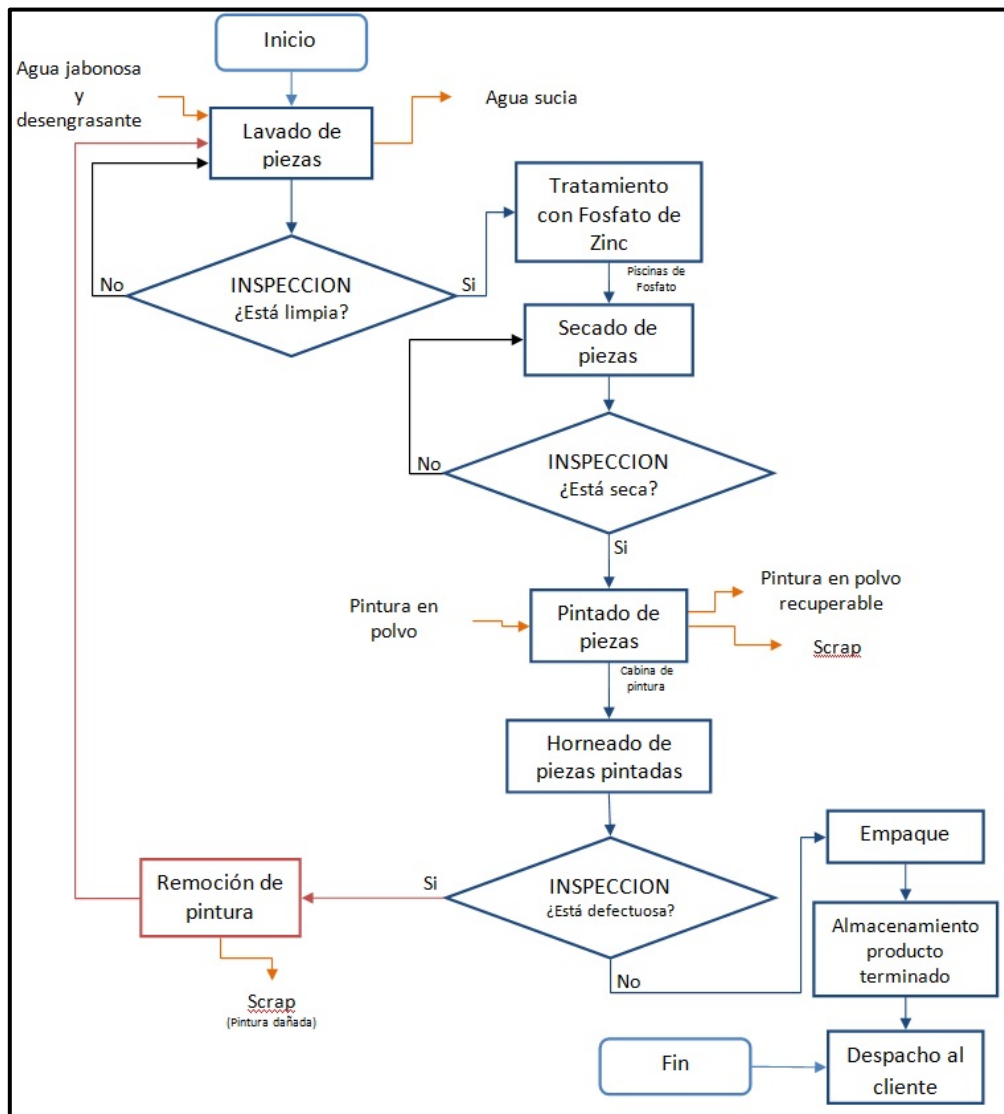 Inicio
Agua jabonosa
y
desengrasante
Agua sucia
Lavado de
piezas
Tratamiento
con Fosfato de
Zinc
No
INSPECCION
¿Está limpia?
Si
Piscinas de
Fosfato
Secado de
piezas
No
INSPECCION
¿Está seca?
Si
Pintura en
polvo
Pintado de
piezas
Pintura en polvo
recuperable
Scrap
Cabina de
pintura
Horneado de
piezas pintadas
Empaque
Remoción de
pintura
Si
INSPECCION
¿Está defectuosa?
No
Almacenamiento
producto
terminado
Scrap
(Pintura dañada)
Fin
Despacho al
cliente